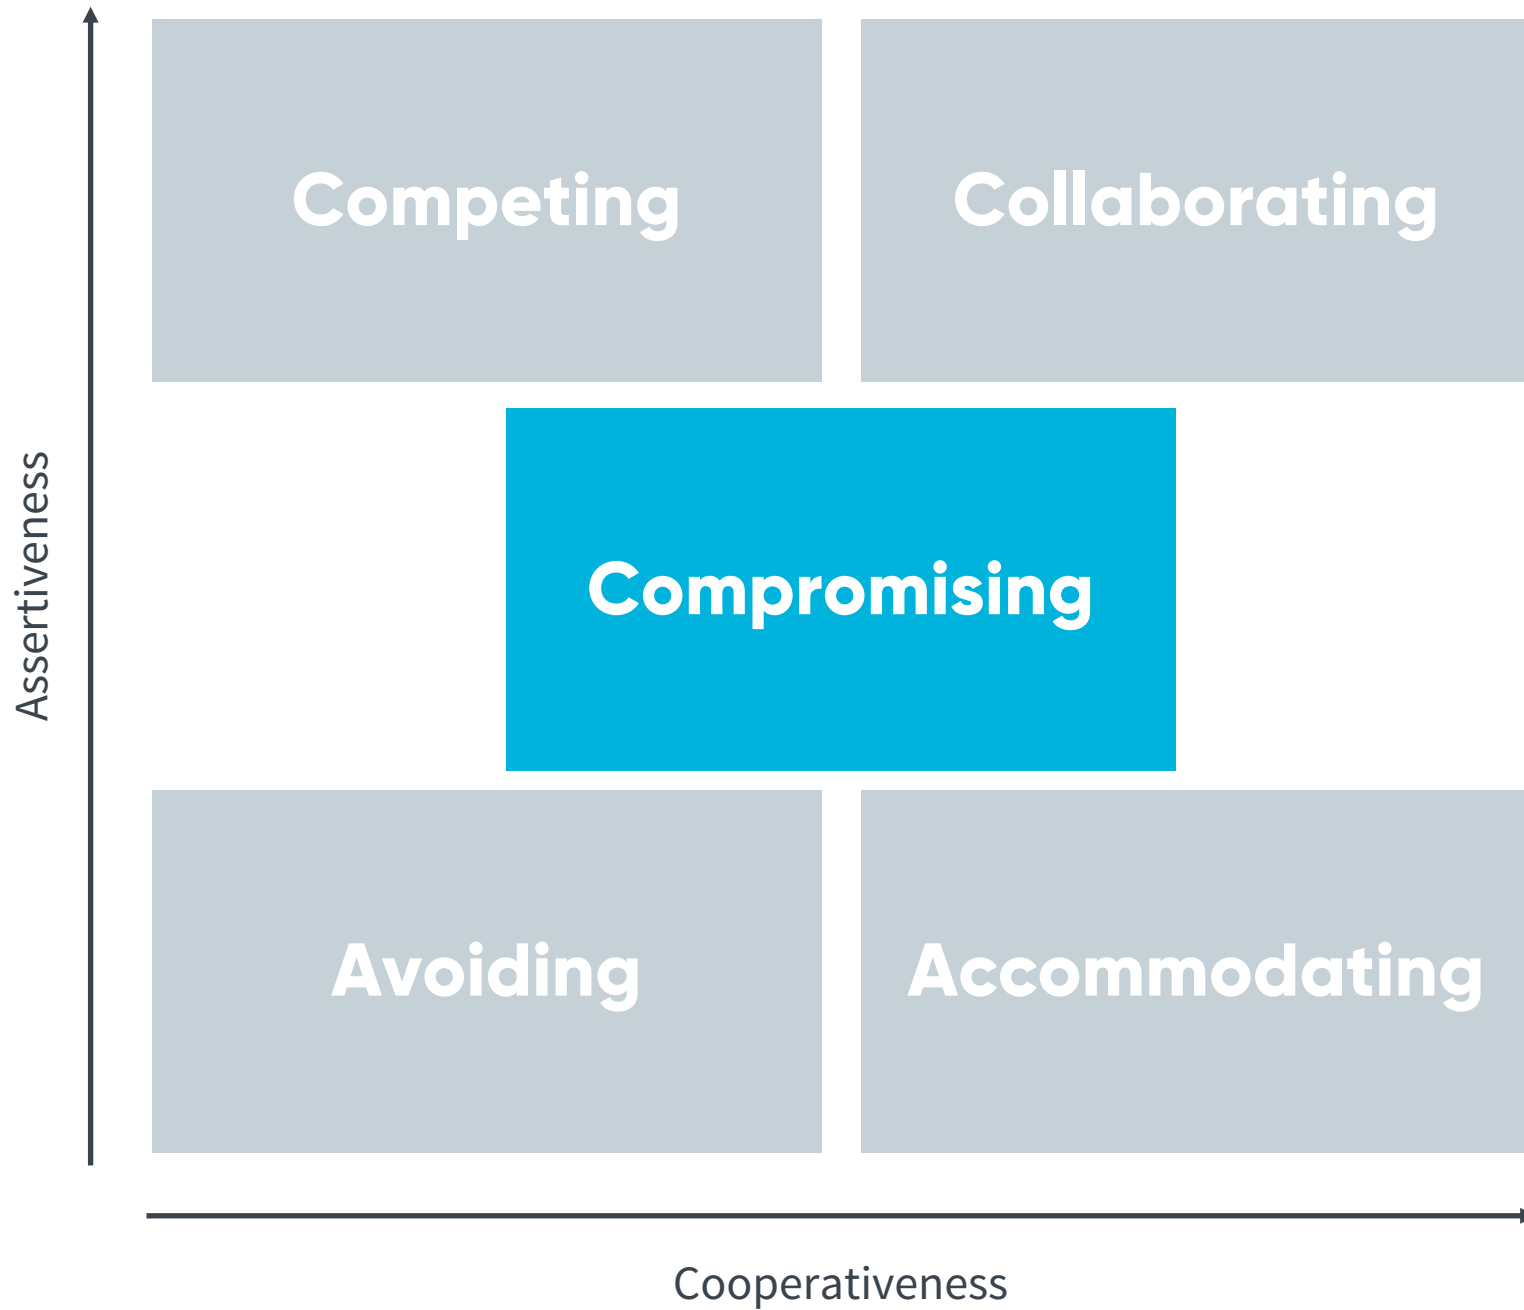 Competing
Collaborating
Assertiveness
Compromising
Avoiding
Accommodating
Cooperativeness